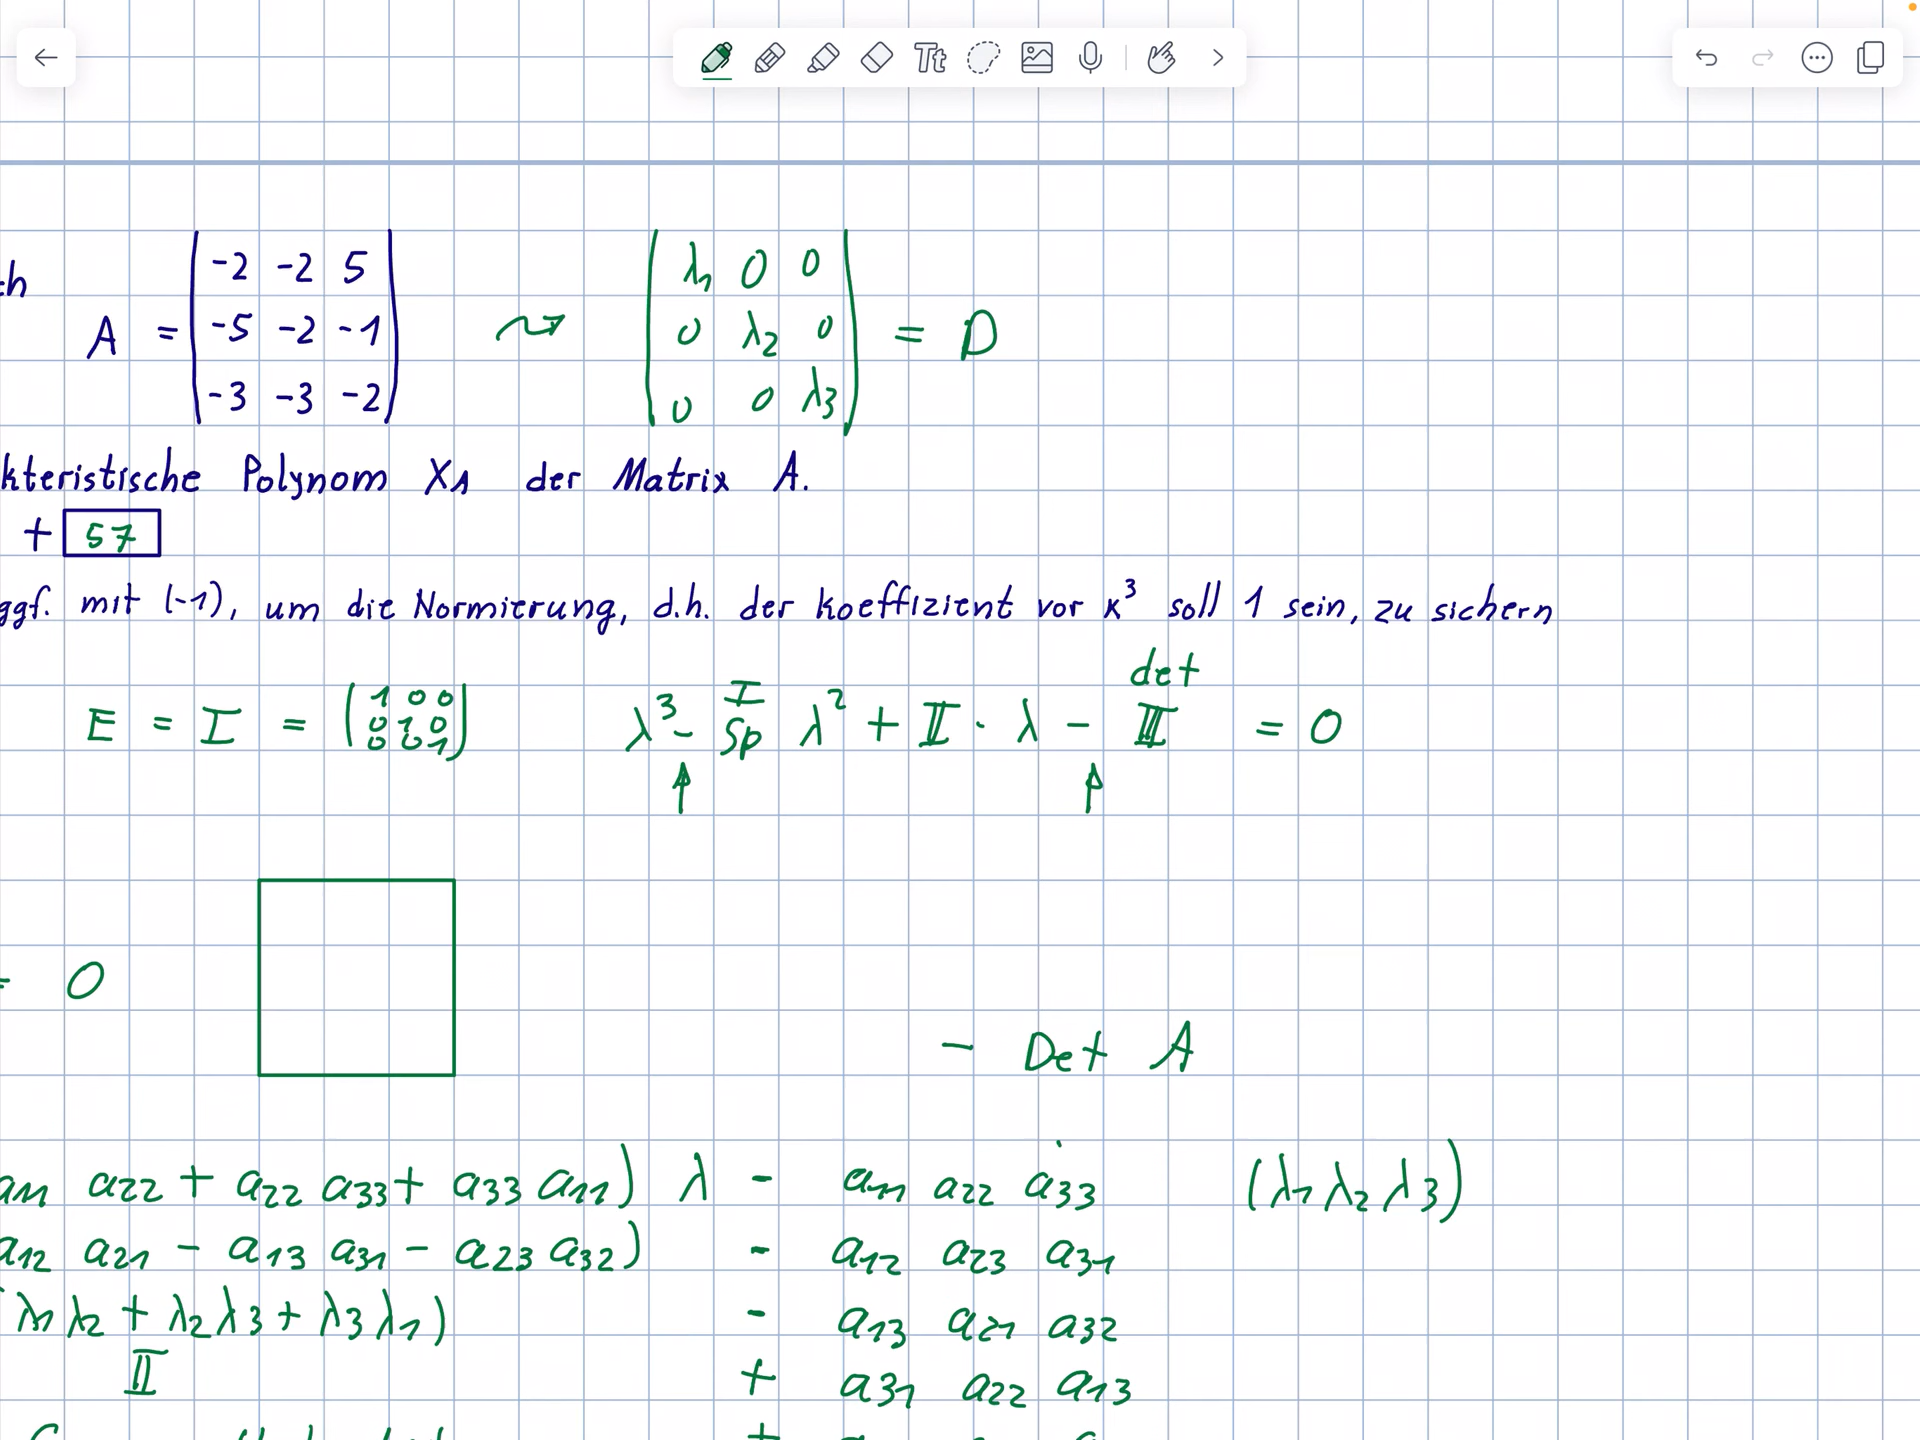 Tt
ch
A = | -2 -2 5 | ⇝ | λ1 0 0 | = D
| -5 -2 -1 | | 0 λ2 0 |
| -3 -3 -2 | | 0 0 λ3 |
kteristische Polynom XA der Matrix A.
+ 57
ggf. mit (-1), um die Normierung, d.h. der Koeffizient vor x³ soll 1 sein, zu sichern
I det
E = I = ( 1 0 0 ) λ³ - Sp λ² + II · λ - III = 0
( 0 1 0 )
( 0 0 1 )
↑ ↑
= 0
- Det A
a11 a22 + a22 a33 + a33 a11) λ - a11 a22 a33 (λ1 λ2 λ3)
a12 a21 - a13 a31 - a23 a32) - a12 a23 a31
(λ1 λ2 + λ2 λ3 + λ3 λ1) - a13 a21 a32
II + a31 a22 a13
+